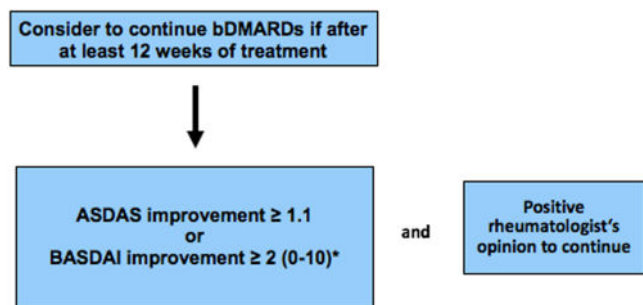 Consider to continue bDMARDs if after
at least 12 weeks of treatment
ASDAS improvement ≥ 1.1
or
BASDAI improvement ≥ 2 (0-10)*
and
Positive
rheumatologist‘s
opinion to continue